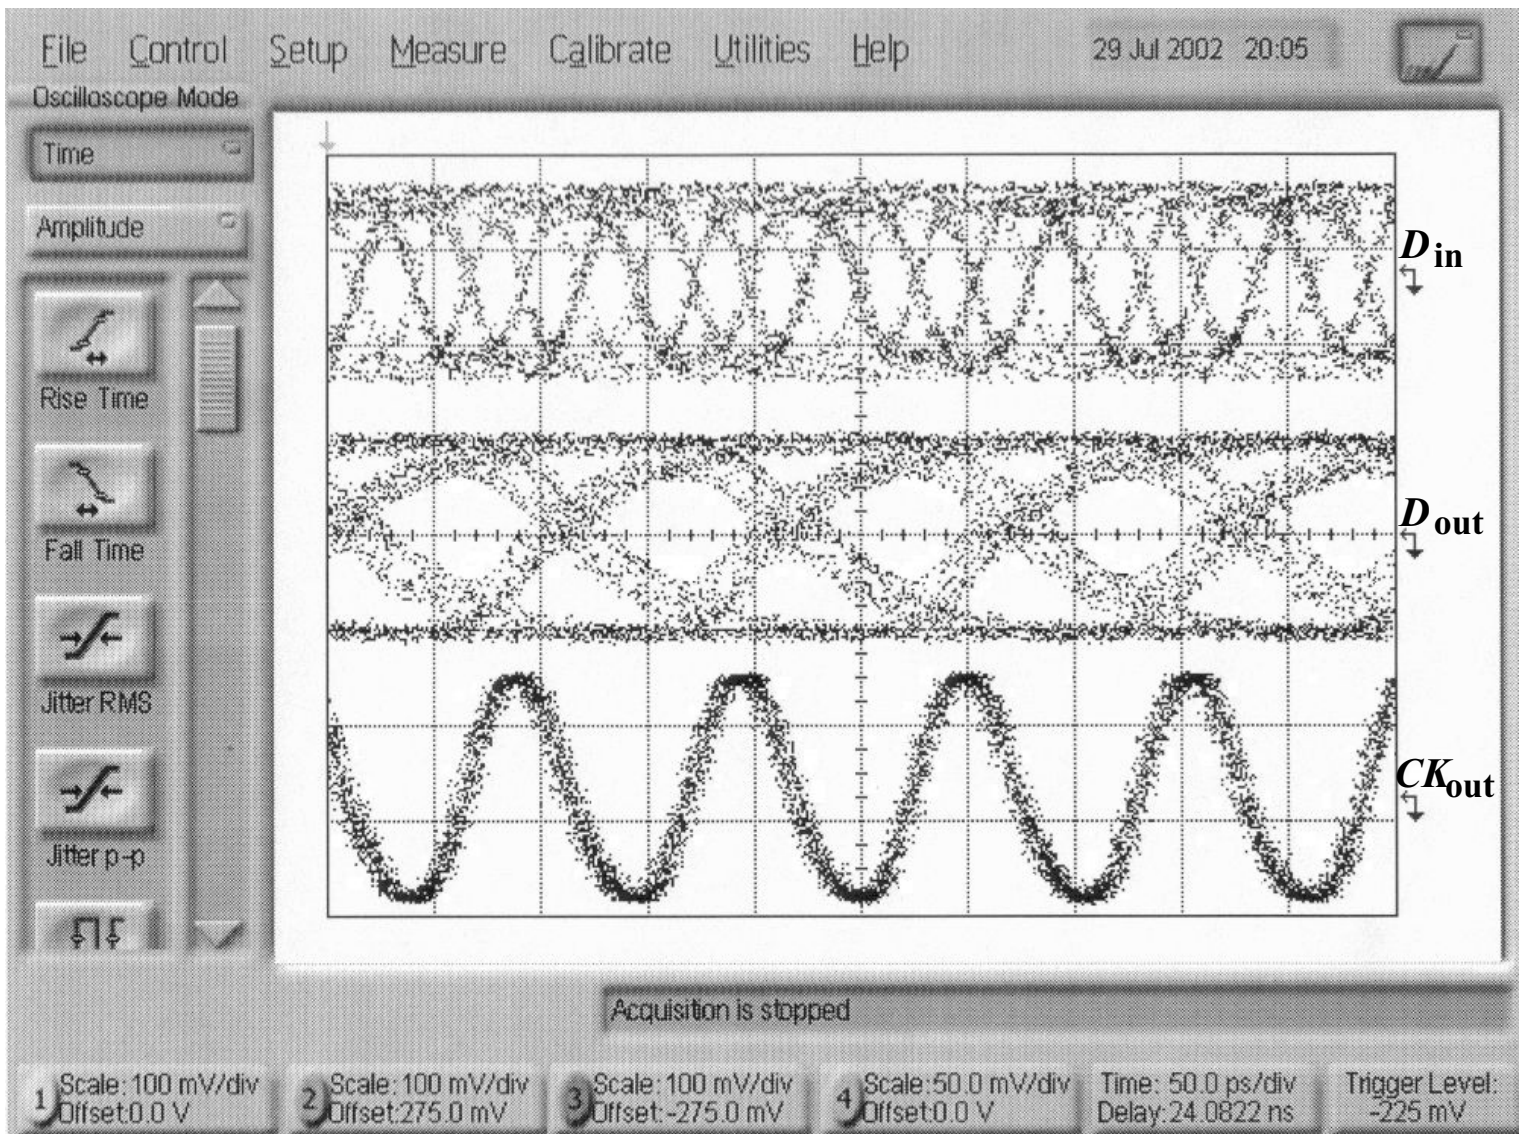 File Control Setup Measure Calibrate Utilities Help 29 Jul 2002 20:05
Oscilloscope Mode
Time
Amplitude
Rise Time
Fall Time
Jitter RMS
Jitter p-p
Din
Dout
CKout
Acquisition is stopped
1 Scale: 100 mV/div
Offset:0.0 V
2 Scale: 100 mV/div
Offset:275.0 mV
3 Scale: 100 mV/div
Offset:-275.0 mV
4 Scale: 50.0 mV/div
Offset:0.0 V
Time: 50.0 ps/div
Delay:24.0822 ns
Trigger Level:
-225 mV